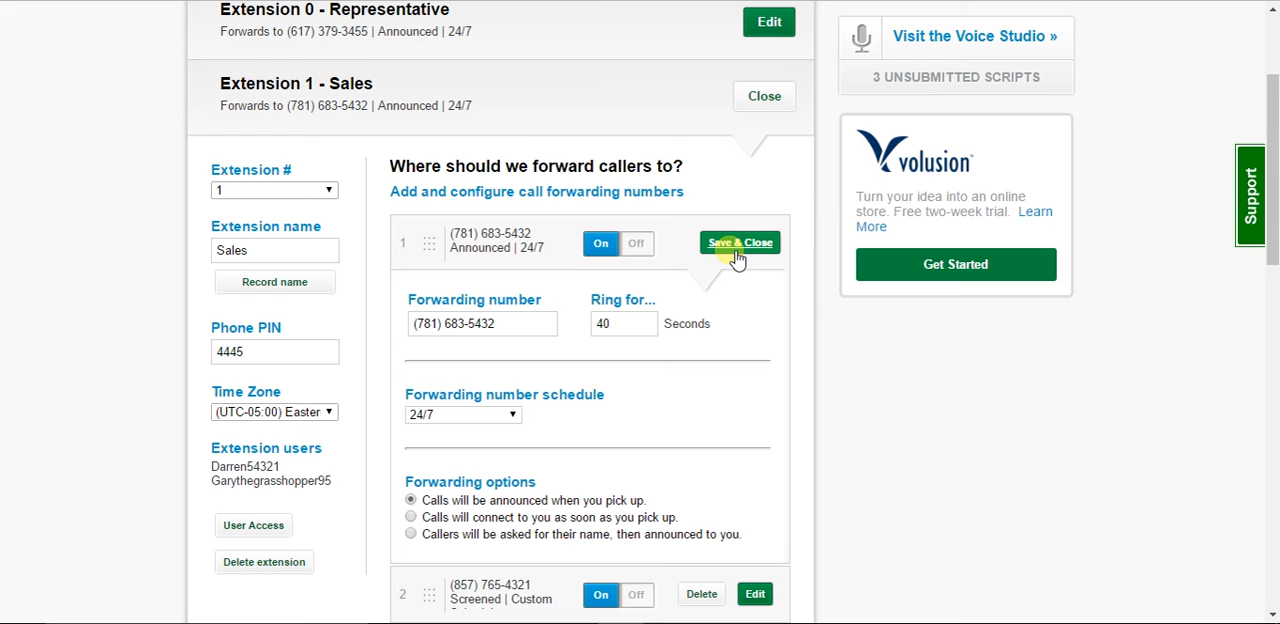 Extension 0 - Representative
Forwards to (617) 379-3455 | Announced | 24/7
Edit
Extension 1 - Sales
Forwards to (781) 683-5432 | Announced | 24/7
Close
Extension #
1
Extension name
Sales
Record name
Phone PIN
4445
Time Zone
(UTC-05:00) Easter
Extension users
Darren54321
Garythegrasshopper95
User Access
Delete extension
Where should we forward callers to?
Add and configure call forwarding numbers
1
(781) 683-5432
Announced | 24/7
On Off
Save & Close
Forwarding number
(781) 683-5432
Ring for...
40 Seconds
Forwarding number schedule
24/7
Forwarding options
Calls will be announced when you pick up.
Calls will connect to you as soon as you pick up.
Callers will be asked for their name, then announced to you.
2
(857) 765-4321
Screened | Custom
On Off
Delete
Edit
Visit the Voice Studio »
3 UNSUBMITTED SCRIPTS
volusion
Turn your idea into an online
store. Free two-week trial. Learn
More
Get Started
Support